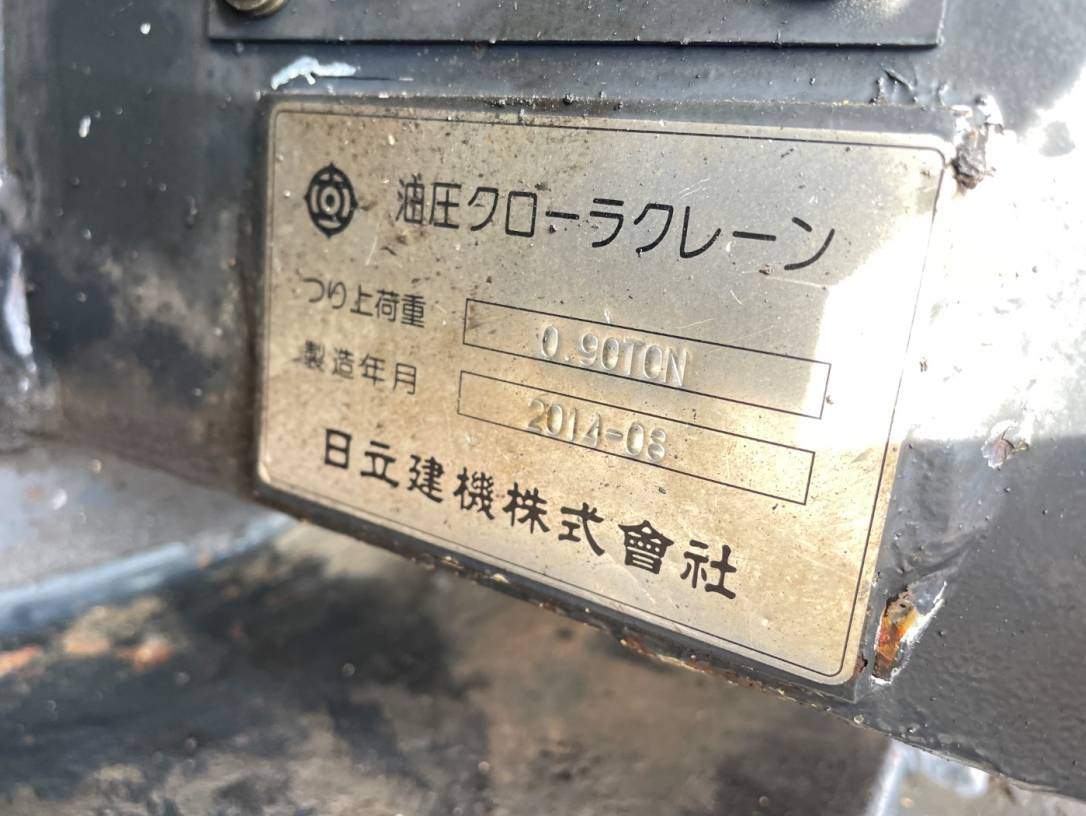 油圧クローラクレーン
つり上荷重 0.90TON
製造年月 2014-08
日立建機株式會社